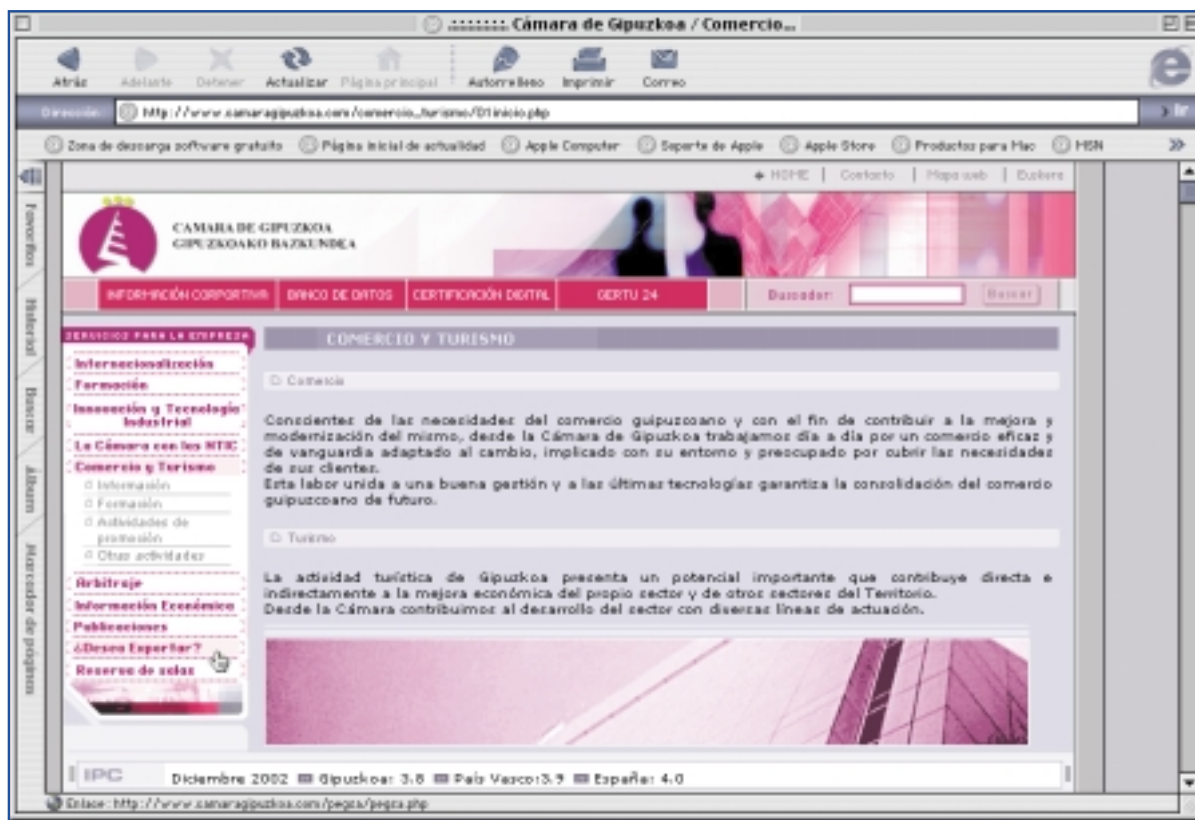 Cámara de Gipuzkoa / Comercio...
Atrás Adelante Detener Actualizar Página principal Autorrelleno Imprimir Correo
Dirección: http://www.camaragipuzkoa.com/comercio_turismo/01inicio.php Ir
Zona de descarga software gratuito Página inicial de actualidad Apple Computer Soporte de Apple Apple Store Productos para Mac MSN
HOME | Contacto | Mapa web | Euskera
CAMARA DE GIPUZKOA
GIPUZKOAKO BAZKUNDEA
INFORMACIÓN CORPORTIVA BANCO DE DATOS CERTIFICACIÓN DIGITAL GERTU 24 Buscador: Buscar
Favoritos
Historial
Buscar
Álbum
Marcador de páginas
SERVICIOS PARA LA EMPRESA
Internacionalización
Formación
Innovación y Tecnología
Industrial
La Cámara con las NTIC
Comercio y Turismo
Información
Formación
Actividades de
promoción
Otras actividades
Arbitraje
Información Económica
Publicaciones
¿Desea Exportar?
Reserva de salas
COMERCIO Y TURISMO
Comercio
Conscientes de las necesidades del comercio guipuzcoano y con el fin de contribuir a la mejora y
modernización del mismo, desde la Cámara de Gipuzkoa trabajamos día a día por un comercio eficaz y
de vanguardia adaptado al cambio, implicado con su entorno y preocupado por cubrir las necesidades
de sus clientes.
Esta labor unida a una buena gestión y a las últimas tecnologías garantiza la consolidación del comercio
guipuzcoano de futuro.
Turismo
La actividad turística de Gipuzkoa presenta un potencial importante que contribuye directa e
indirectamente a la mejora económica del propio sector y de otros sectores del Territorio.
Desde la Cámara contribuimos al desarrollo del sector con diversas líneas de actuación.
IPC Diciembre 2002 Gipuzkoa: 3.8 País Vasco:3.9 España: 4.0
Enlace: http://www.camaragipuzkoa.com/pegsa/pegsa.php